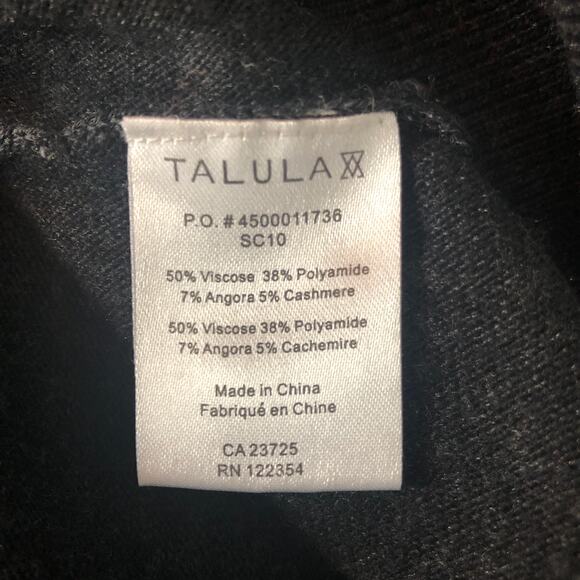 TALULA
P.O. # 4500011736
SC10
50% Viscose 38% Polyamide
7% Angora 5% Cashmere
50% Viscose 38% Polyamide
7% Angora 5% Cachemire
Made in China
Fabriqué en Chine
CA 23725
RN 122354